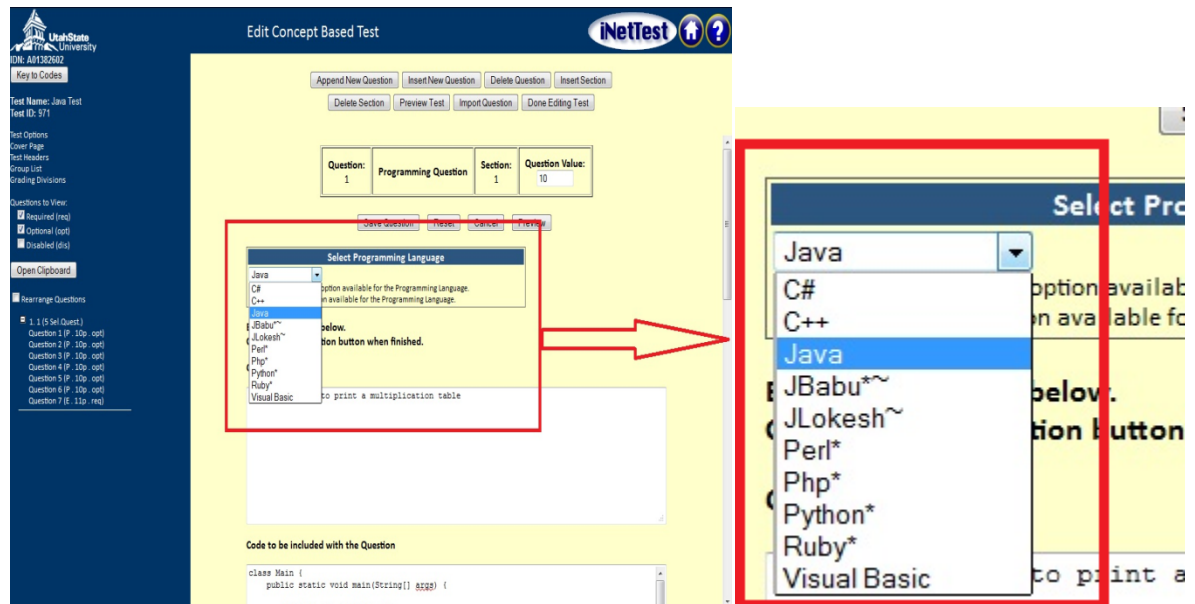 UtahState
University
IDN: A01382602
Key to Codes
Test Name: Java Test
Test ID: 971
Test Options
Cover Page
Test Headers
Group List
Grading Divisions
Questions to View:
Required (req)
Optional (opt)
Disabled (dis)
Open Clipboard
Rearrange Questions
1. 1 (5 Sel.Quest.)
Question 1 (P . 10p . opt)
Question 2 (P . 10p . opt)
Question 3 (P . 10p . opt)
Question 4 (P . 10p . opt)
Question 5 (P . 10p . opt)
Question 6 (P . 10p . opt)
Question 7 (E . 11p . req)
Edit Concept Based Test
iNetTest
?
Append New Question Insert New Question Delete Question Insert Section
Delete Section Preview Test Import Question Done Editing Test
Question: 1 Programming Question Section: 1 Question Value: 10
Save Question Reset Cancel Preview
Select Programming Language
Java
option available for the Programming Language.
on available for the Programming Language.
C#
C++
Java
JBabu*~
JLokesh~
Perl*
Php*
Python*
Ruby*
Visual Basic
below.
tion button when finished.
to print a multiplication table
Code to be included with the Question
class Main {
public static void main(String[] args) {
Select Pro
Java
option availab
on available fo
C#
C++
Java
JBabu*~
JLokesh~
Perl*
Php*
Python*
Ruby*
Visual Basic
below.
tion button
to print a